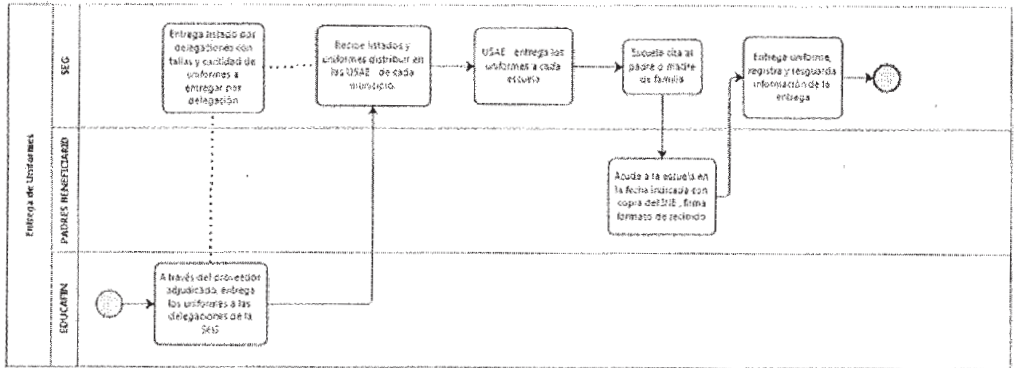 Entrega de Uniformes
SEG
Entrega listado por
delegaciones con
tallas y cantidad de
uniformes a
entregar por
delegación
Recibe listados y
uniformes distribuir en
las USAE de cada
municipio
USAE entrega los
uniformes a cada
escuela
Escuela cita al
padre o madre
de familia
Entrega uniforme,
registra y resguarda
información de la
entrega
PADRES BENEFICIARIO
Acude a la escuela en
la fecha indicada con
copia del INE, firma
formato de recibido
EDUCAFIN
A través del proveedor
adjudicado, entrega
los uniformes a las
delegaciones de la
SEG